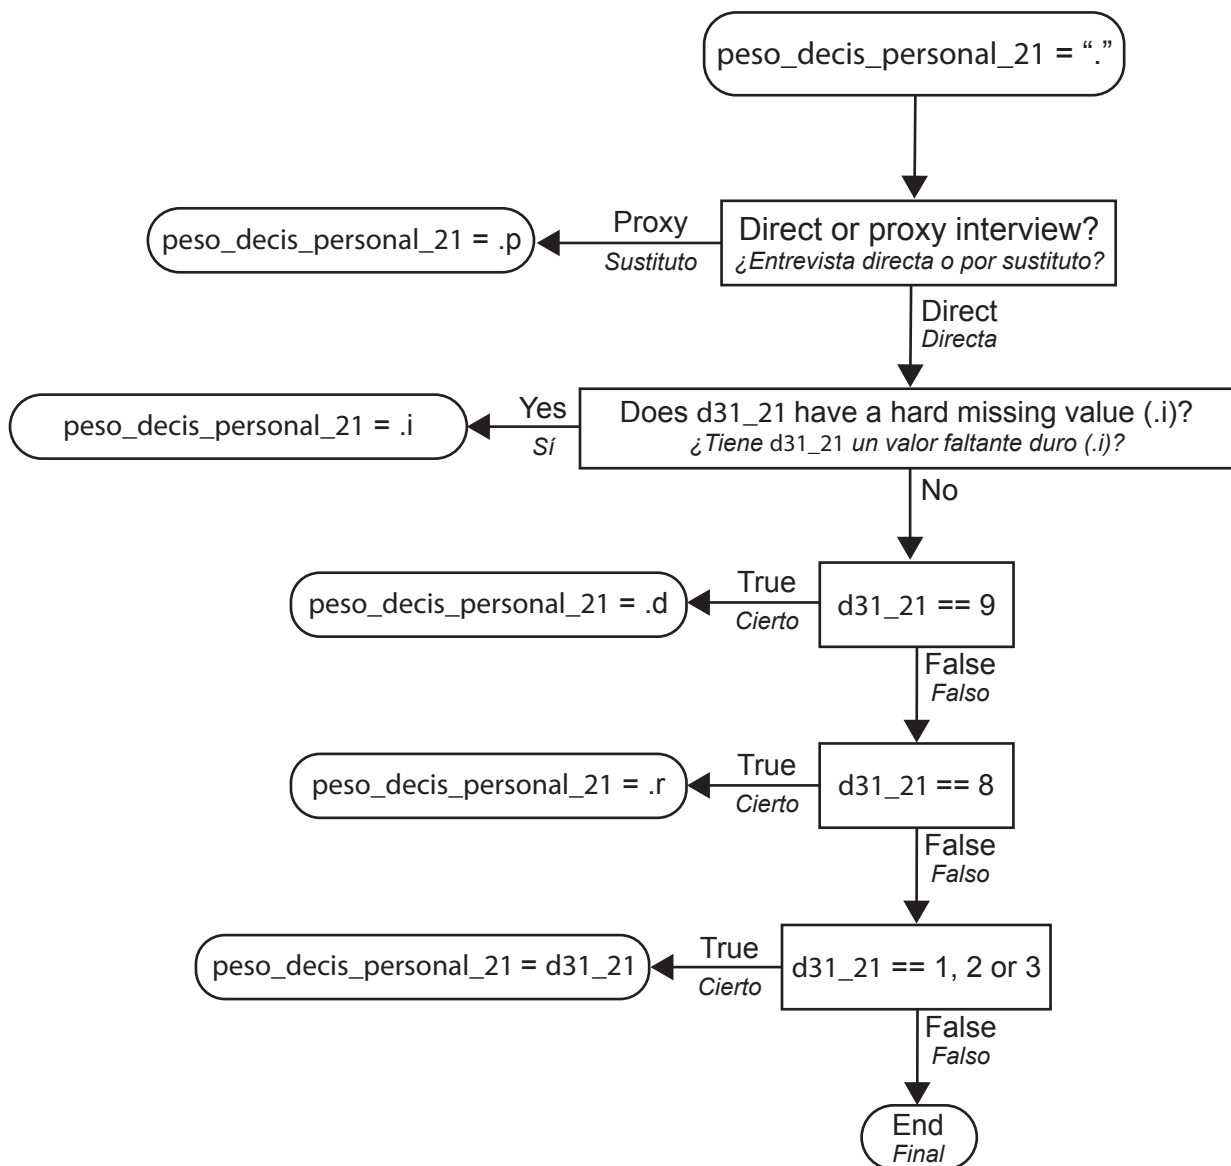 peso_decis_personal_21 = “.”
Direct or proxy interview?
¿Entrevista directa o por sustituto?
Proxy
Sustituto
peso_decis_personal_21 = .p
Direct
Directa
Does d31_21 have a hard missing value (.i)?
¿Tiene d31_21 un valor faltante duro (.i)?
Yes
Sí
peso_decis_personal_21 = .i
No
d31_21 == 9
True
Cierto
peso_decis_personal_21 = .d
False
Falso
d31_21 == 8
True
Cierto
peso_decis_personal_21 = .r
False
Falso
d31_21 == 1, 2 or 3
True
Cierto
peso_decis_personal_21 = d31_21
False
Falso
End
Final